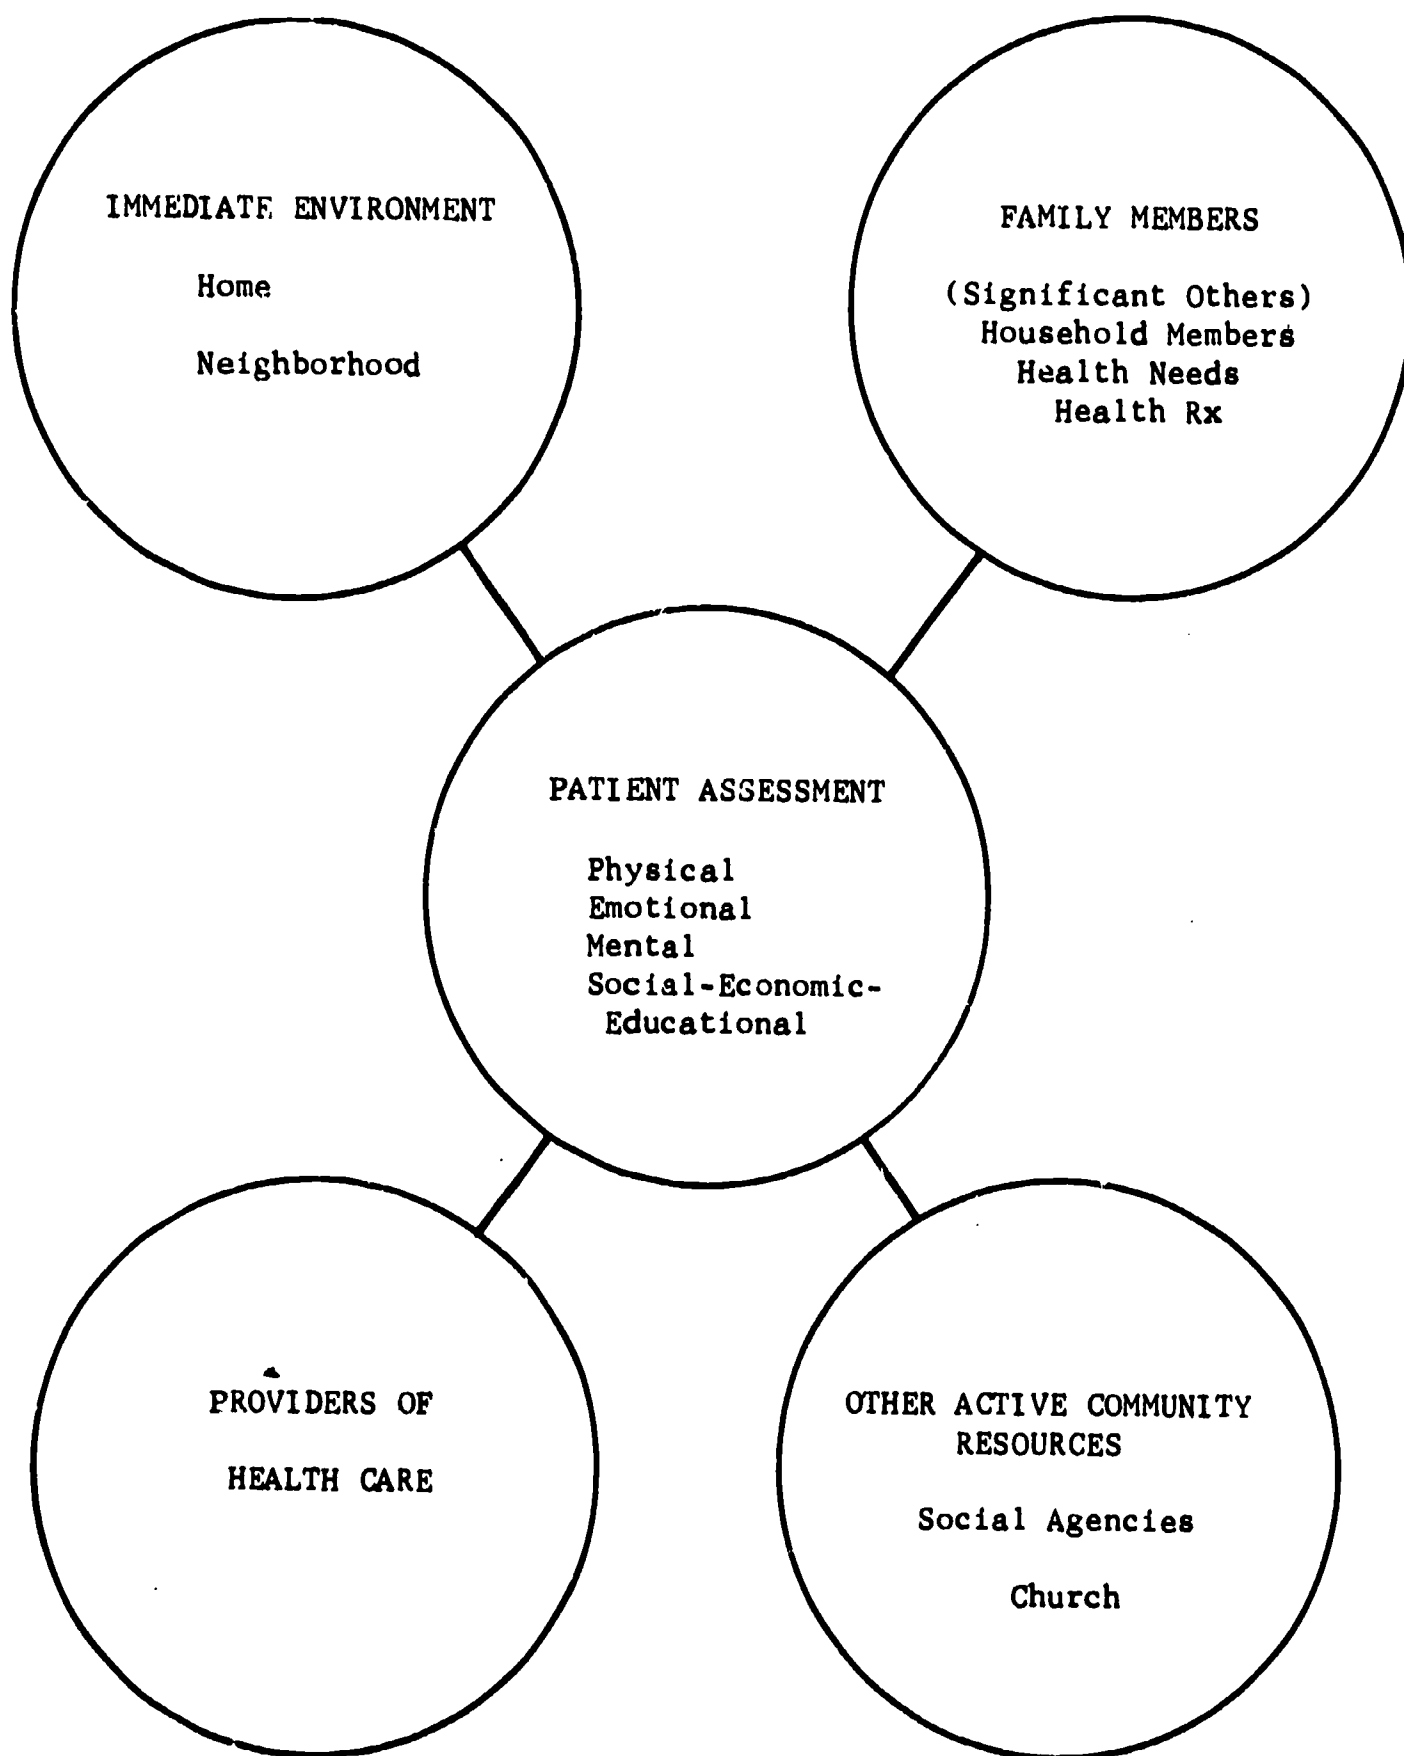 IMMEDIATE ENVIRONMENT
Home
Neighborhood
FAMILY MEMBERS
(Significant Others)
Household Members
Health Needs
Health Rx
PATIENT ASSESSMENT
Physical
Emotional
Mental
Social-Economic-
Educational
PROVIDERS OF
HEALTH CARE
OTHER ACTIVE COMMUNITY
RESOURCES
Social Agencies
Church